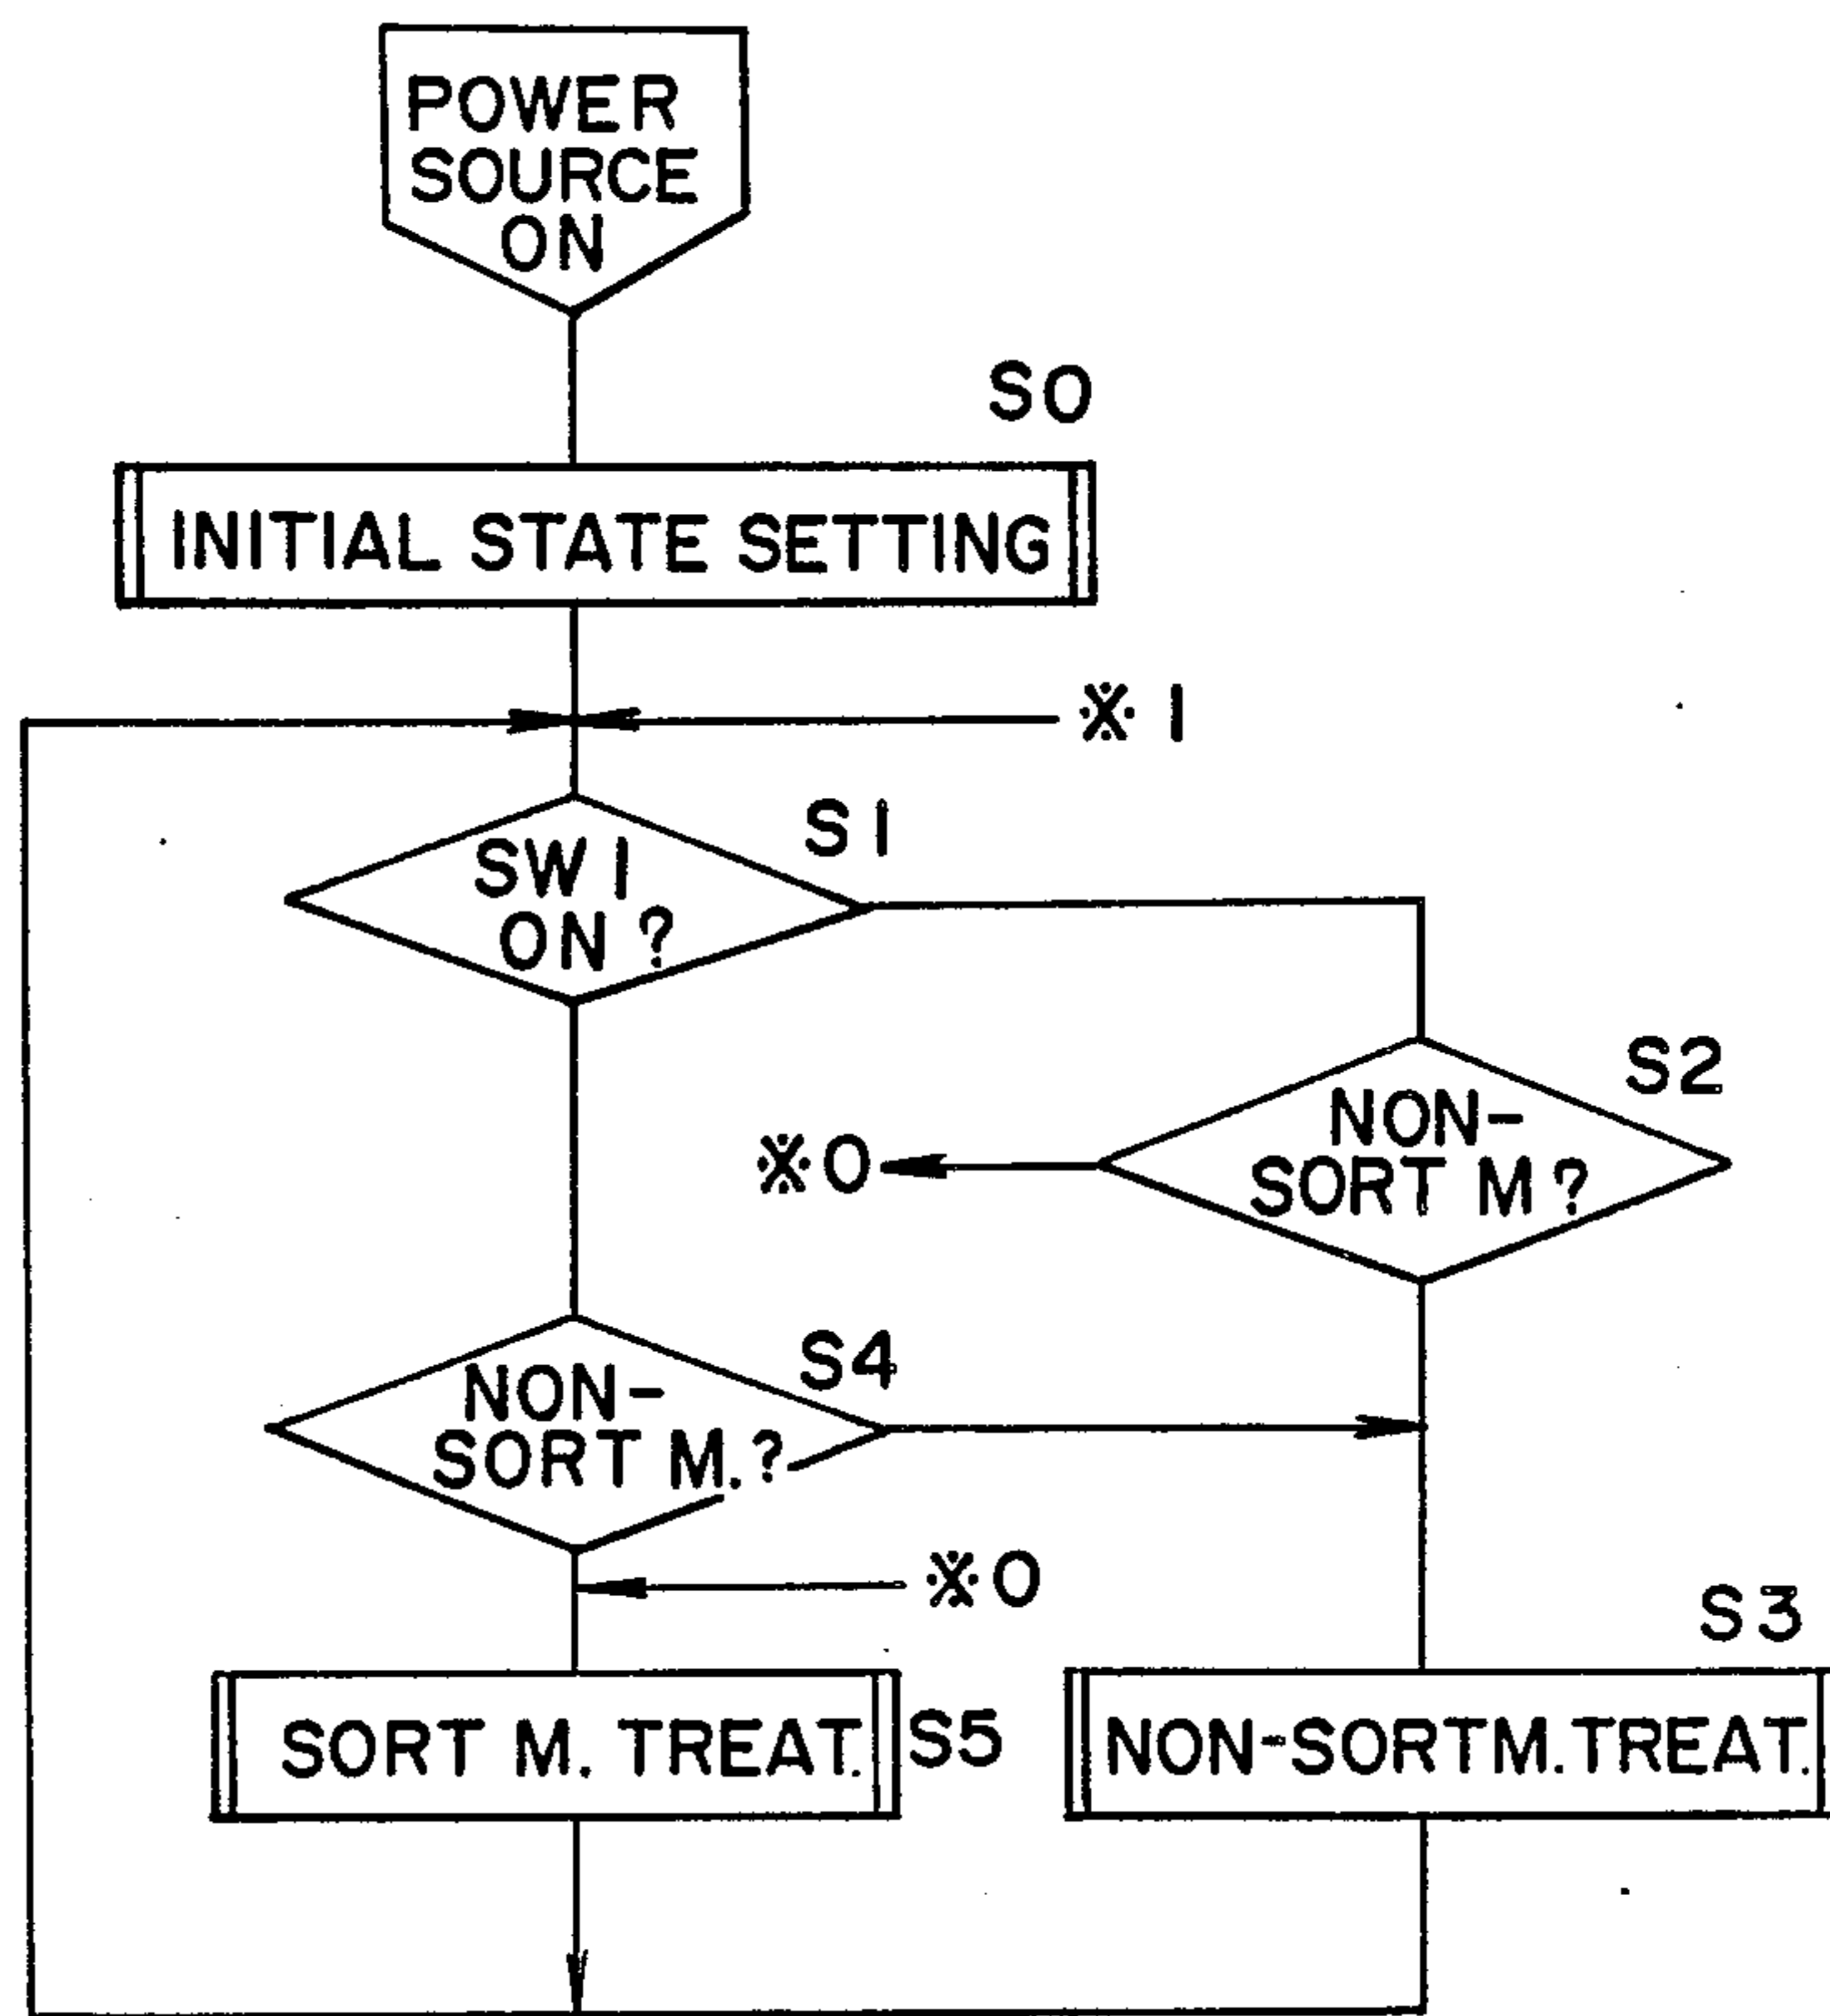 POWER
SOURCE
ON
S0
INITIAL STATE SETTING
※1
S1
SW1
ON?
S2
NON-
SORT M?
※0
S4
NON-
SORT M.?
※0
S3
SORT M. TREAT.
S5
NON-SORTM.TREAT.